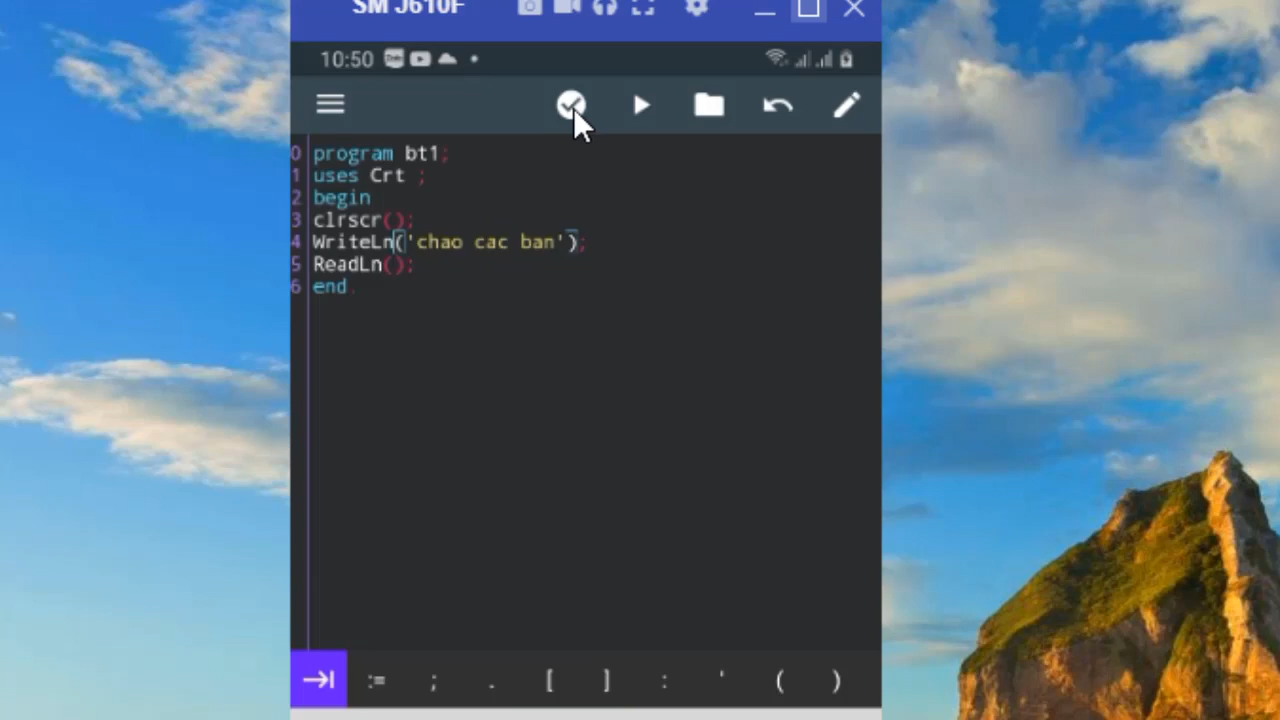 SM J610F
10:50
0 program bt1;
1 uses Crt ;
2 begin
3 clrscr();
4 WriteLn('chao cac ban');
5 ReadLn();
6 end.
:= ; . [ ] : ' ( )